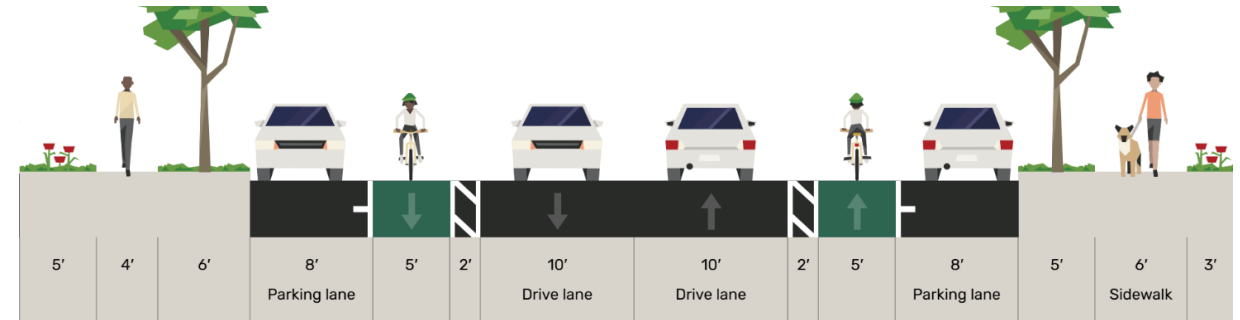 5′ 4′ 6′ 8′ 5′ 2′ 10′ 10′ 2′ 5′ 8′ 5′ 6′ 3′
Parking lane Drive lane Drive lane Parking lane Sidewalk